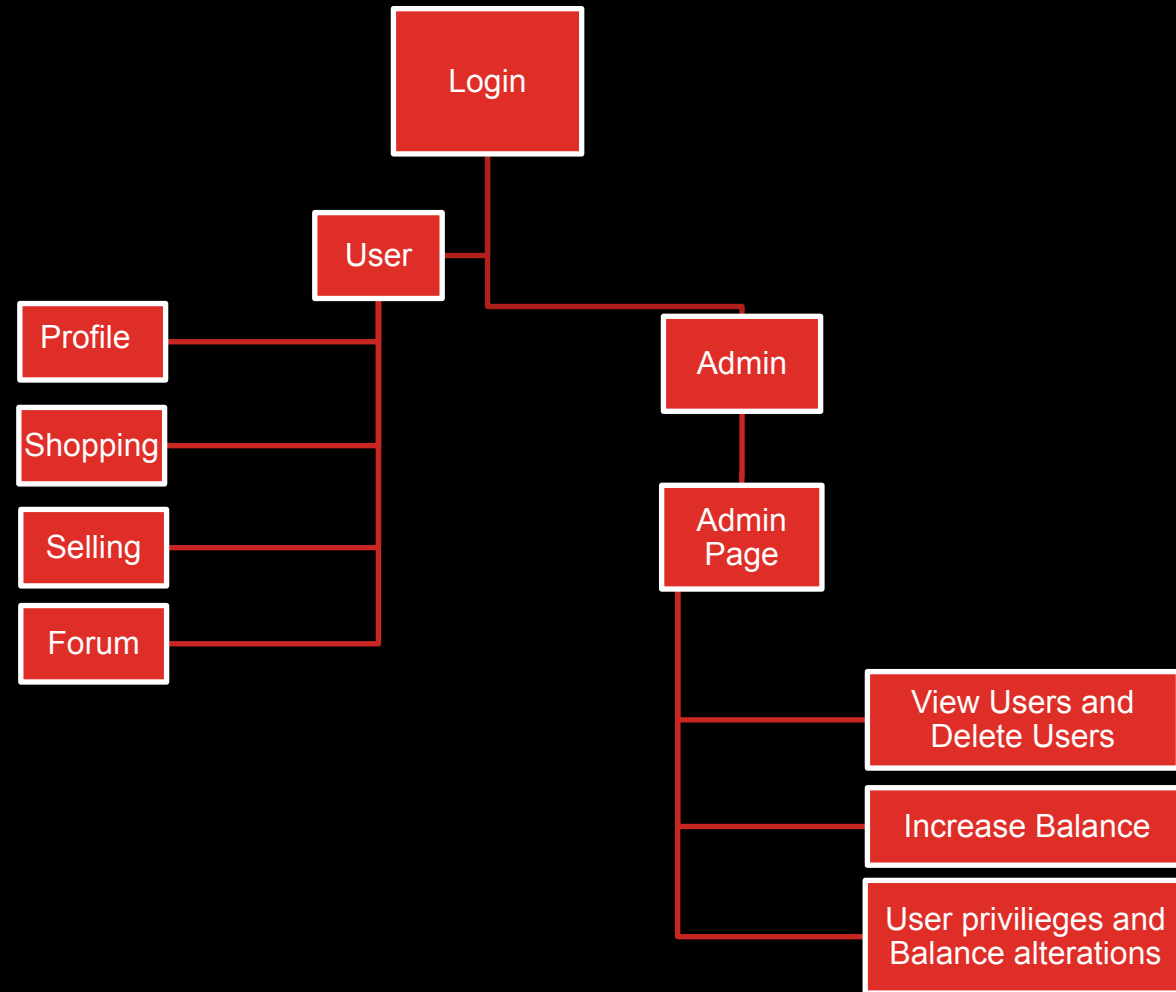 Login
User
Profile
Shopping
Selling
Forum
Admin
Admin
Page
View Users and
Delete Users
Increase Balance
User privilieges and
Balance alterations